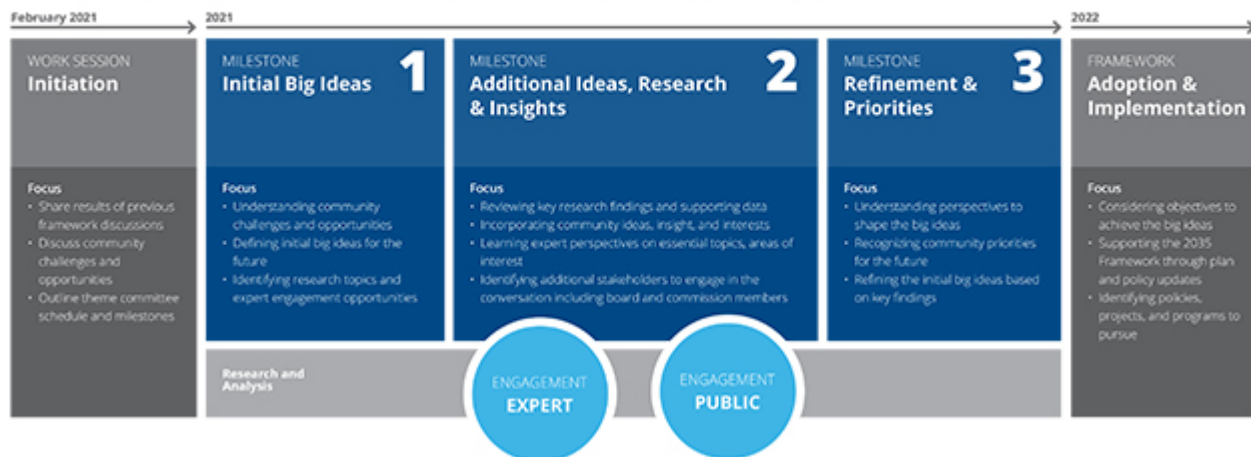 February 2021
2021
2022
WORK SESSION
Initiation
Focus
• Share results of previous
framework discussions
• Discuss community
challenges and
opportunities
• Outline theme committee
schedule and milestones
MILESTONE
Initial Big Ideas
1
Focus
• Understanding community
challenges and opportunities
• Defining initial big ideas for the
future
• Identifying research topics and
expert engagement opportunities
MILESTONE
Additional Ideas, Research
& Insights
2
Focus
• Reviewing key research findings and supporting data
• Incorporating community ideas, insight, and interests
• Learning expert perspectives on essential topics, areas of
interest
• Identifying additional stakeholders to engage in the
conversation including board and commission members
MILESTONE
Refinement &
Priorities
3
Focus
• Understanding perspectives to
shape the big ideas
• Recognizing community priorities
for the future
• Refining the initial big ideas based
on key findings
FRAMEWORK
Adoption &
Implementation
Focus
• Considering objectives to
achieve the big ideas
• Supporting the 2035
Framework through plan
and policy updates
• Identifying policies,
projects, and programs to
pursue
Research and
Analysis
ENGAGEMENT
EXPERT
ENGAGEMENT
PUBLIC